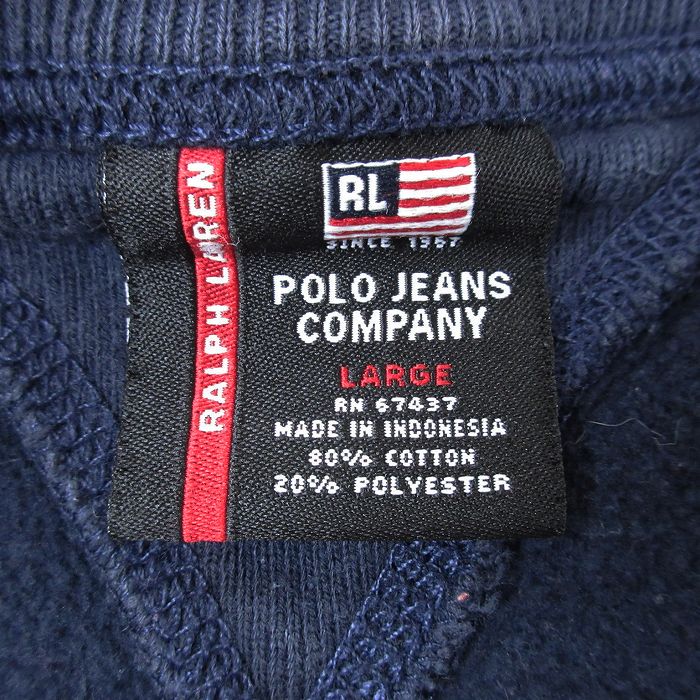 RALPH LAUREN
RL
SINCE 1967
POLO JEANS
COMPANY
LARGE
RN 67437
MADE IN INDONESIA
80% COTTON
20% POLYESTER